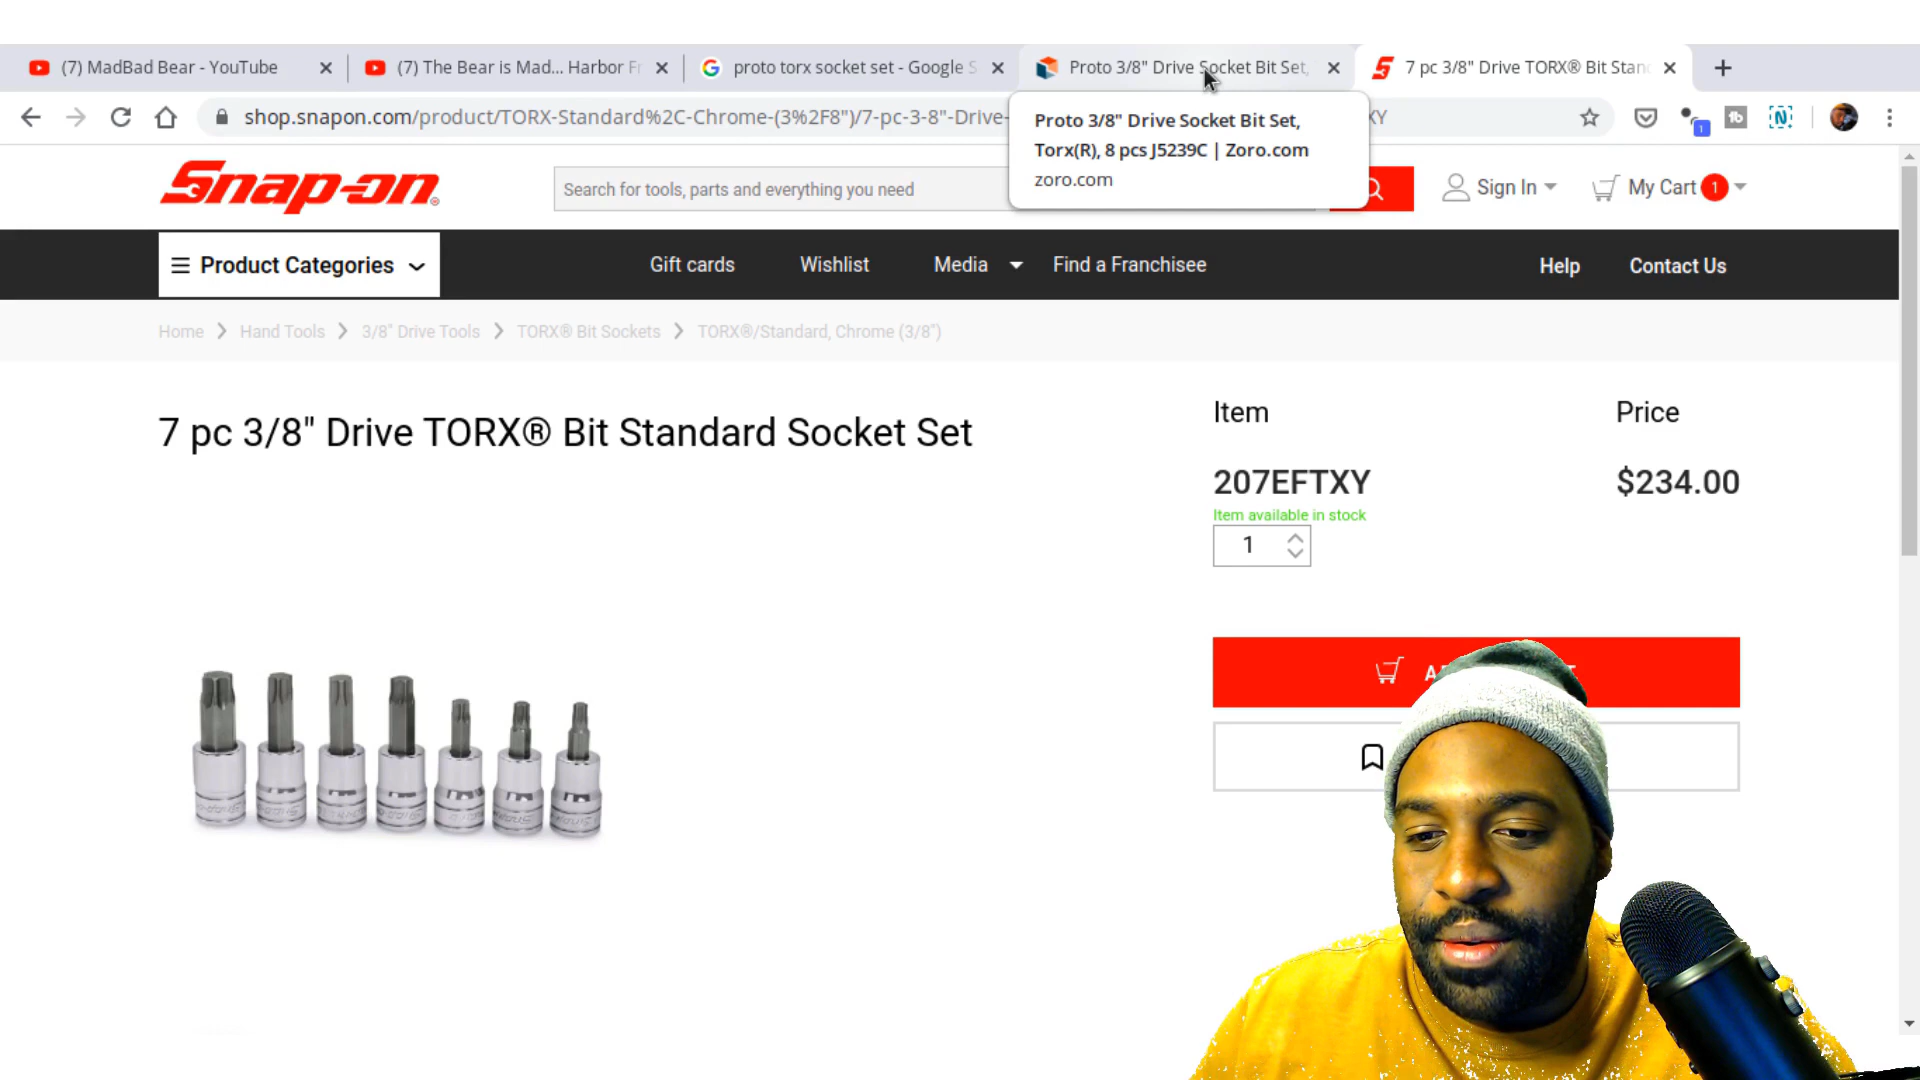 (7) MadBad Bear - YouTube
(7) The Bear is Mad... Harbor Fr
proto torx socket set - Google S
Proto 3/8" Drive Socket Bit Set,
7 pc 3/8" Drive TORX® Bit Stan
shop.snapon.com/product/TORX-Standard%2C-Chrome-(3%2F8")/7-pc-3-8"-Drive-
XY
1
Proto 3/8" Drive Socket Bit Set,
Torx(R), 8 pcs J5239C | Zoro.com
zoro.com
Snap-on
Search for tools, parts and everything you need
Sign In
My Cart 1
Product Categories
Gift cards
Wishlist
Media
Find a Franchisee
Help
Contact Us
Home
Hand Tools
3/8" Drive Tools
TORX® Bit Sockets
TORX®/Standard, Chrome (3/8")
7 pc 3/8" Drive TORX® Bit Standard Socket Set
Item
Price
207EFTXY
$234.00
Item available in stock
1